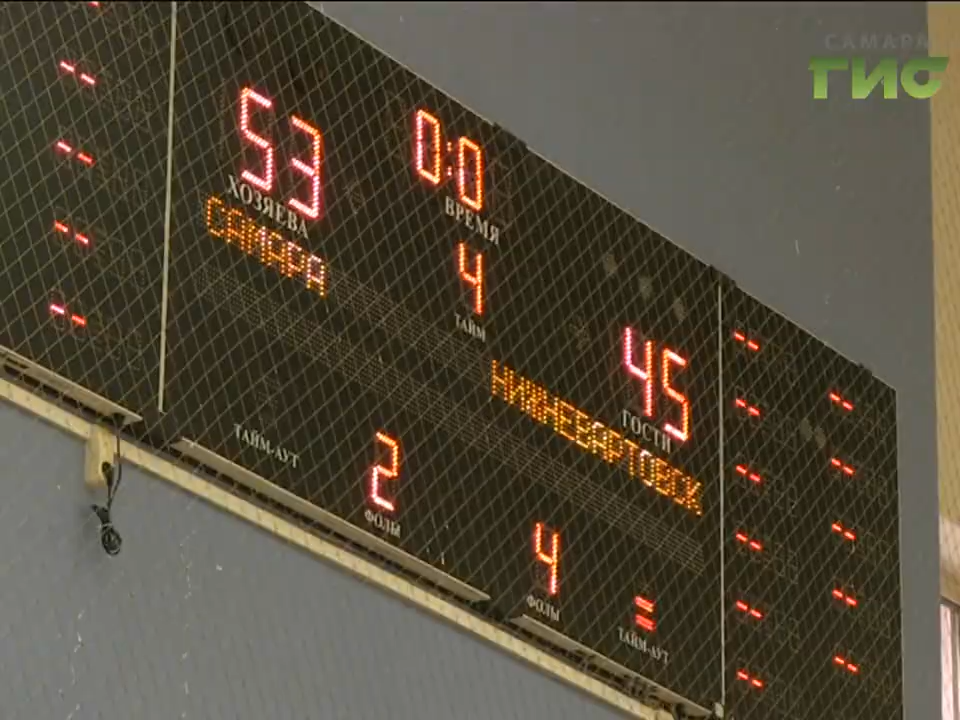 САМАРА
ГИС
53
0:0
ХОЗЯЕВА
ВРЕМЯ
САМАРА
4
ТАЙМ
45
ГОСТИ
НИЖНЕВАРТОВСК
ТАЙМ-АУТ
2
ФОЛЫ
4
ФОЛЫ
ТАЙМ-АУТ